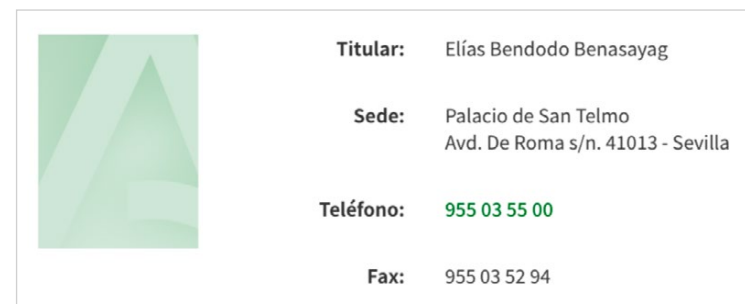 Titular: Elías Bendodo Benasayag
Sede: Palacio de San Telmo
Avd. De Roma s/n. 41013 - Sevilla
Teléfono: 955 03 55 00
Fax: 955 03 52 94